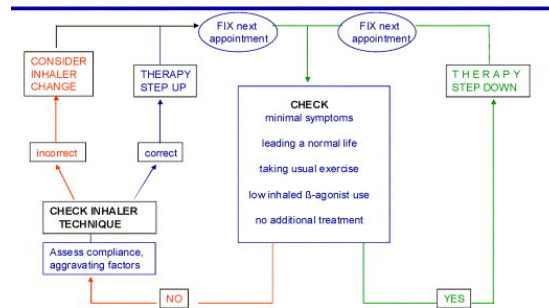 FIX next
appointment
FIX next
appointment
CONSIDER
INHALER
CHANGE
THERAPY
STEP UP
THERAPY
STEP DOWN
CHECK
minimal symptoms
leading a normal life
taking usual exercise
low inhaled ß-agonist use
no additional treatment
incorrect
correct
CHECK INHALER
TECHNIQUE
Assess compliance,
aggravating factors
NO
YES